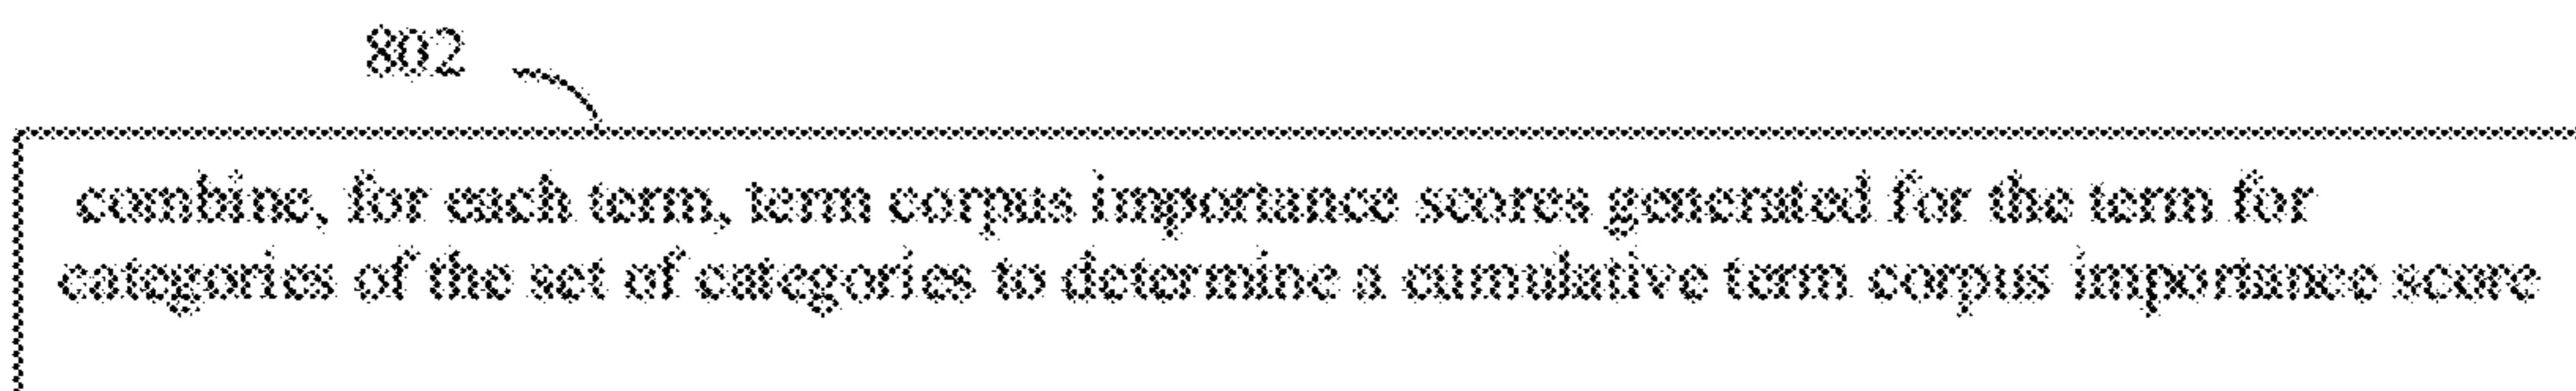 802
combine, for each term, term corpus importance scores generated for the term for
categories of the set of categories to determine a cumulative term corpus importance score